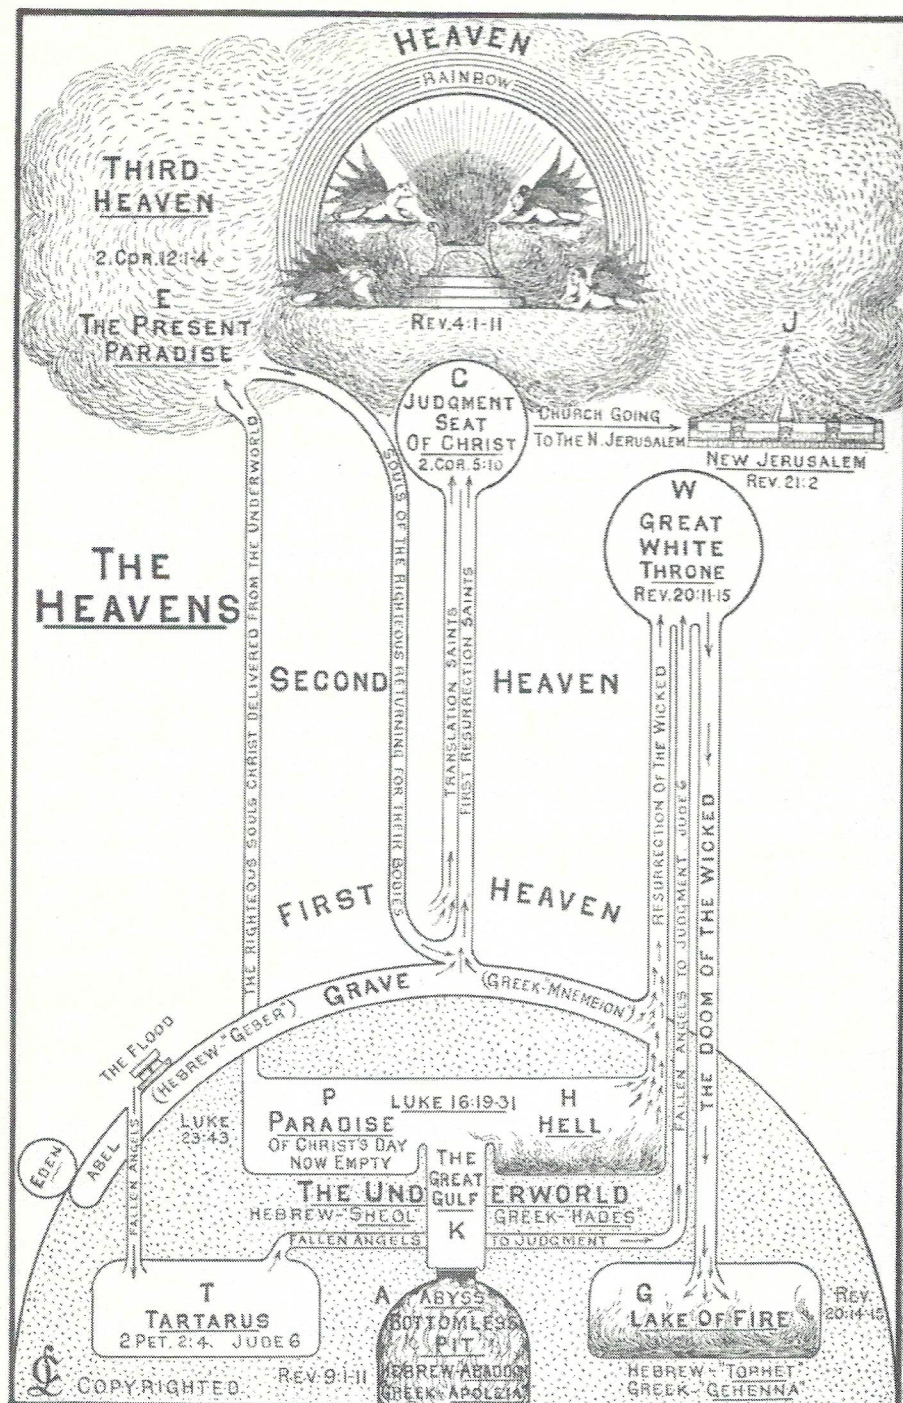 HEAVEN
RAINBOW
THIRD
HEAVEN
2.COR.12:1-4
E
THE PRESENT
PARADISE
REV.4:1-11
J
C
JUDGMENT
SEAT
OF CHRIST
2.COR.5:10
CHURCH GOING
TO THE N. JERUSALEM
NEW JERUSALEM
REV. 21:2
W
GREAT
WHITE
THRONE
REV.20:11-15
THE
HEAVENS
THE RIGHTEOUS SOULS CHRIST DELIVERED FROM THE UNDERWORLD
SOULS OF THE RIGHTEOUS RETURNING FOR THEIR BODIES
TRANSLATION SAINTS
FIRST RESURRECTION SAINTS
SECOND HEAVEN
RESURRECTION OF THE WICKED
FALLEN ANGELS TO JUDGMENT JUDE 6
THE DOOM OF THE WICKED
FIRST HEAVEN
GRAVE
(HEBREW-"GEBER")
(GREEK-MNEMEION)
THE FLOOD
EDEN
ABEL
FALLEN ANGELS
LUKE
23:43
P
PARADISE
OF CHRIST'S DAY
NOW EMPTY
LUKE 16:19-31
H
HELL
THE
GREAT
GULF
K
THE UNDERWORLD
HEBREW-"SHEOL" GREEK-"HADES"
FALLEN ANGELS TO JUDGMENT
T
TARTARUS
2 PET. 2:4. JUDE 6
A
ABYSS
BOTTOMLESS
PIT
HEBREW-ABADDON
GREEK-"APOLEIA"
REV.9:1-11
G
LAKE OF FIRE
REV.
20:14-15
HEBREW-"TOPHET"
GREEK-"GEHENNA"
COPYRIGHTED